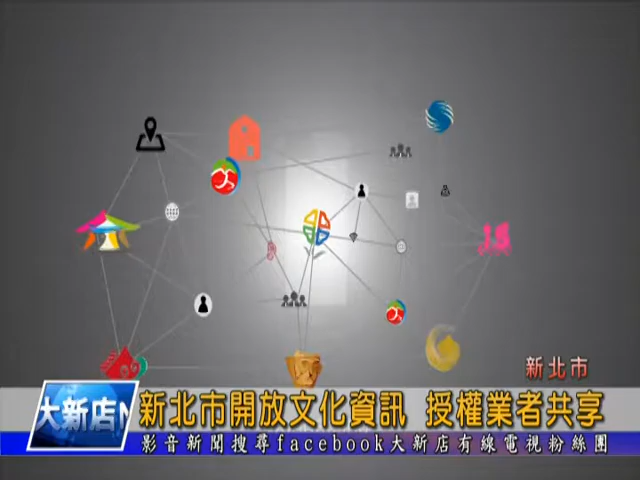 新北市
大新店N
新北市開放文化資訊 授權業者共享
影音新聞搜尋facebook大新店有線電視粉絲團